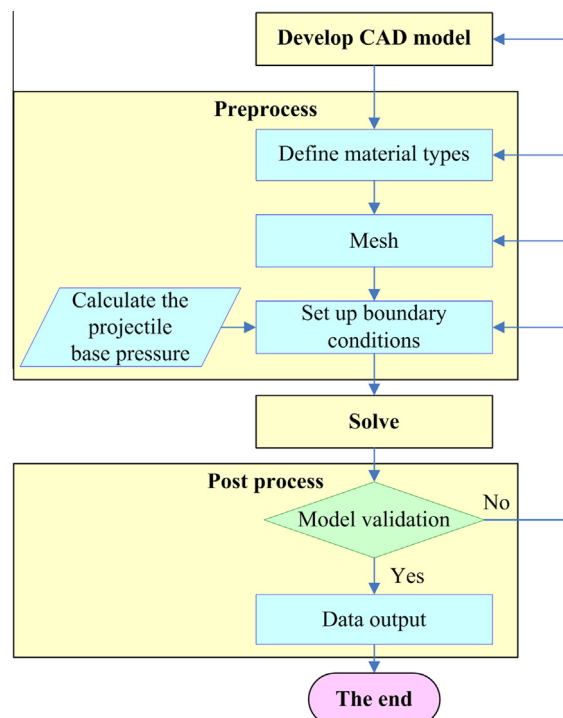 Develop CAD model
Preprocess
Define material types
Mesh
Calculate the
projectile
base pressure
Set up boundary
conditions
Solve
Post process
Model validation
No
Yes
Data output
The end